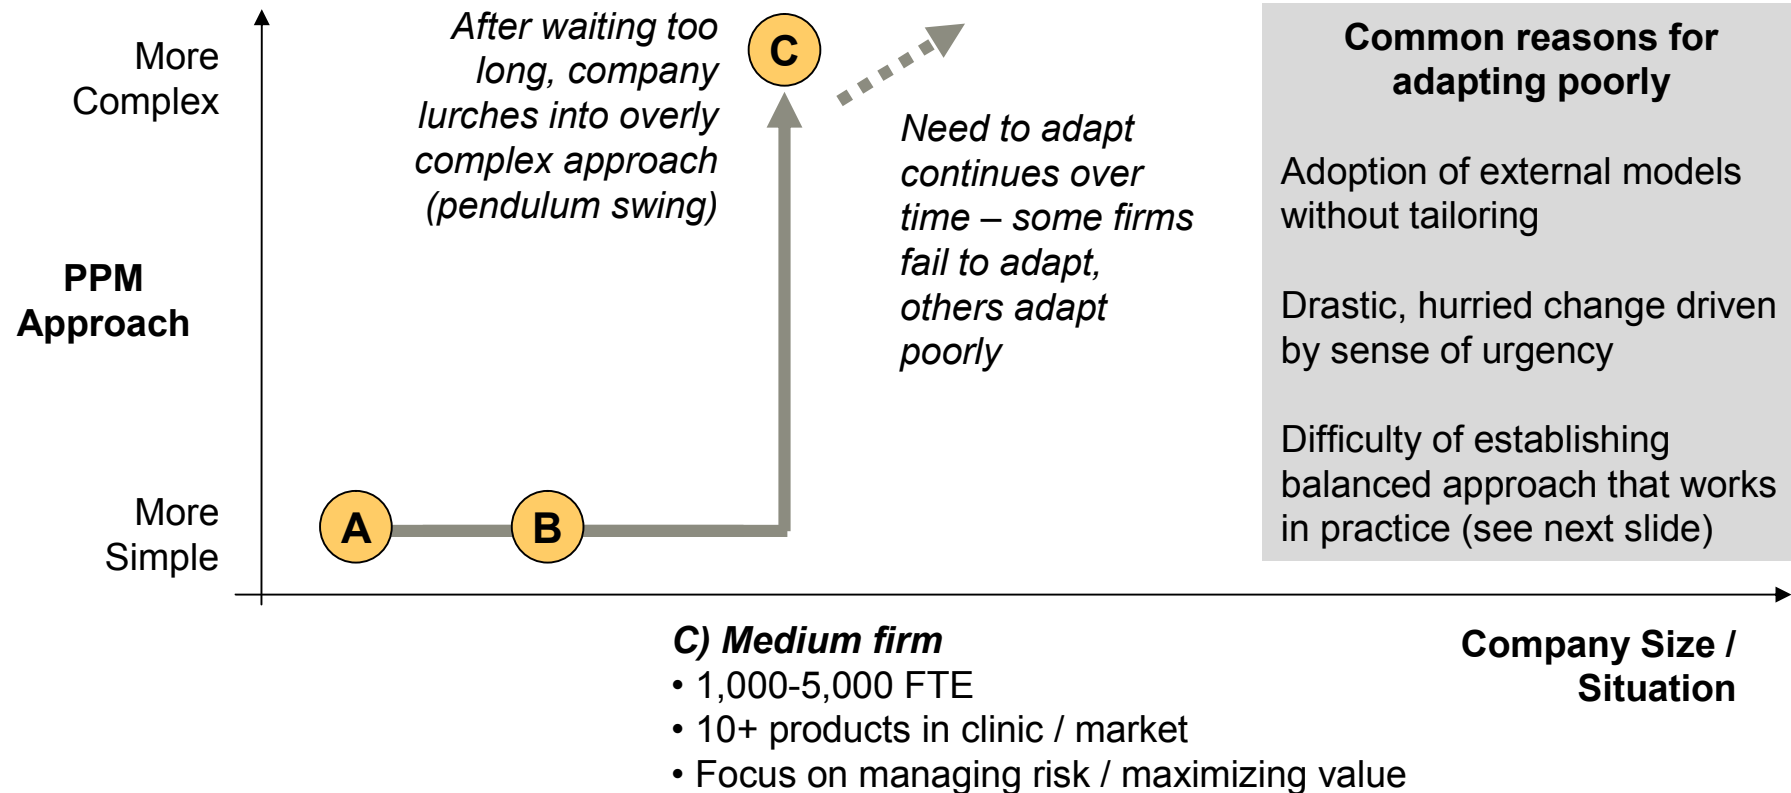 More
Complex
After waiting too
long, company
lurches into overly
complex approach
(pendulum swing)
C
Need to adapt
continues over
time – some firms
fail to adapt,
others adapt
poorly
Common reasons for
adapting poorly
Adoption of external models
without tailoring
Drastic, hurried change driven
by sense of urgency
Difficulty of establishing
balanced approach that works
in practice (see next slide)
PPM
Approach
More
Simple
A
B
C) Medium firm
• 1,000-5,000 FTE
• 10+ products in clinic / market
• Focus on managing risk / maximizing value
Company Size /
Situation